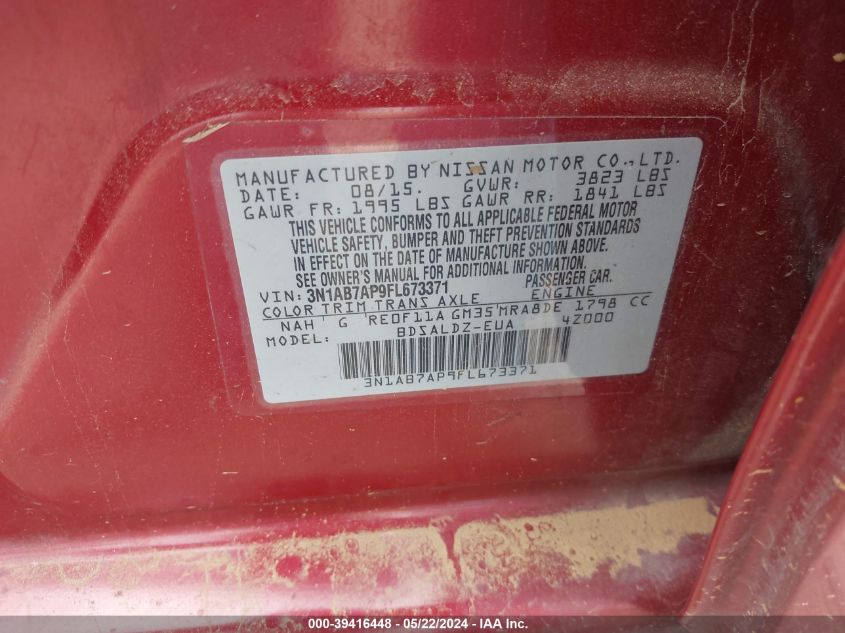 MANUFACTURED BY NISSAN MOTOR CO., LTD.
DATE: 08/15. GVWR: 3823 LBS
GAWR FR: 1995 LBS GAWR RR: 1841 LBS
THIS VEHICLE CONFORMS TO ALL APPLICABLE FEDERAL MOTOR
VEHICLE SAFETY, BUMPER AND THEFT PREVENTION STANDARDS
IN EFFECT ON THE DATE OF MANUFACTURE SHOWN ABOVE.
SEE OWNER'S MANUAL FOR ADDITIONAL INFORMATION.
VIN: 3N1AB7AP9FL673371 PASSENGER CAR.
COLOR TRIM TRANS AXLE ENGINE
NAH G RE0F11A GM35 MRA8DE 1798 CC
MODEL: BDSALDZ-EUA 4Z000
3N1AB7AP9FL673371
000-39416448 - 05/22/2024 - IAA Inc.